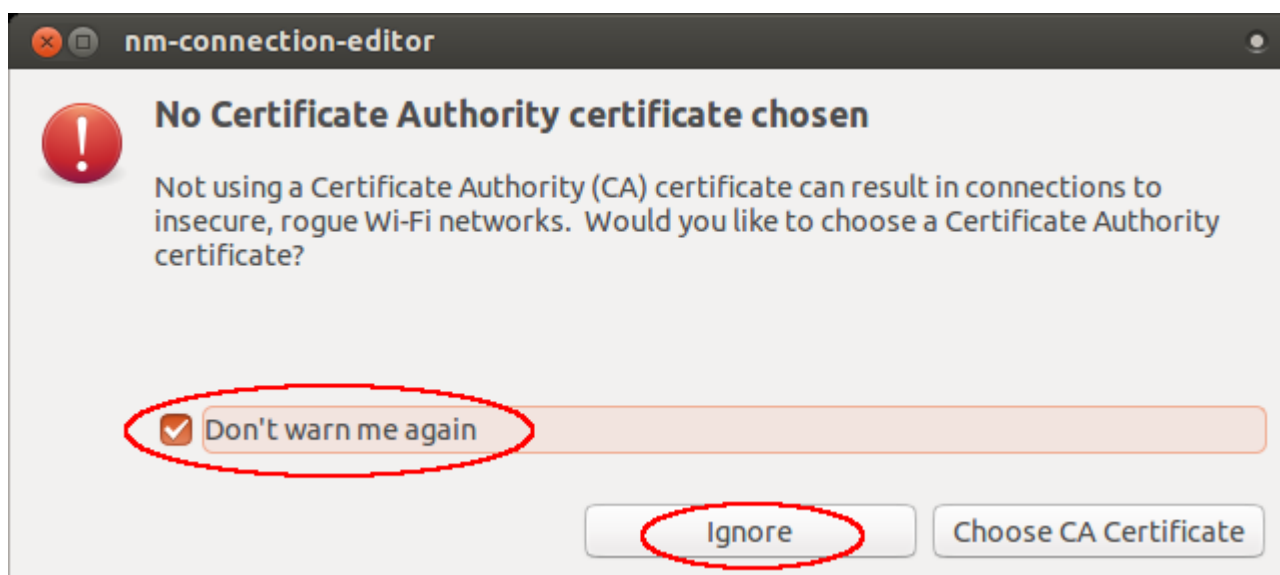 nm-connection-editor
No Certificate Authority certificate chosen
Not using a Certificate Authority (CA) certificate can result in connections to
insecure, rogue Wi-Fi networks.  Would you like to choose a Certificate Authority
certificate?
Don't warn me again
Ignore
Choose CA Certificate